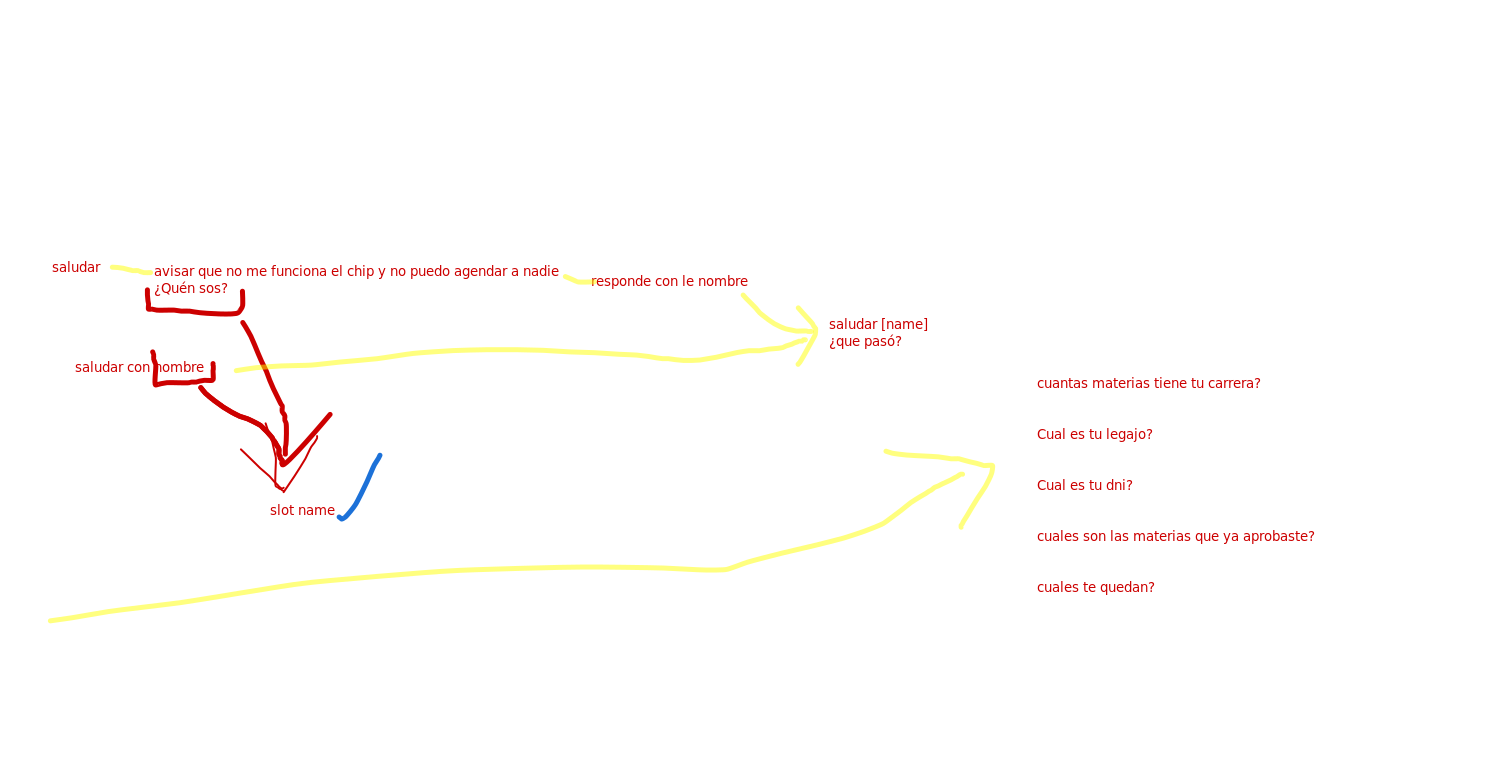 saludar
avisar que no me funciona el chip y no puedo agendar a nadie
¿Quén sos?
responde con le nombre
saludar [name]
¿que pasó?
saludar con nombre
slot name
cuantas materias tiene tu carrera?
Cual es tu legajo?
Cual es tu dni?
cuales son las materias que ya aprobaste?
cuales te quedan?